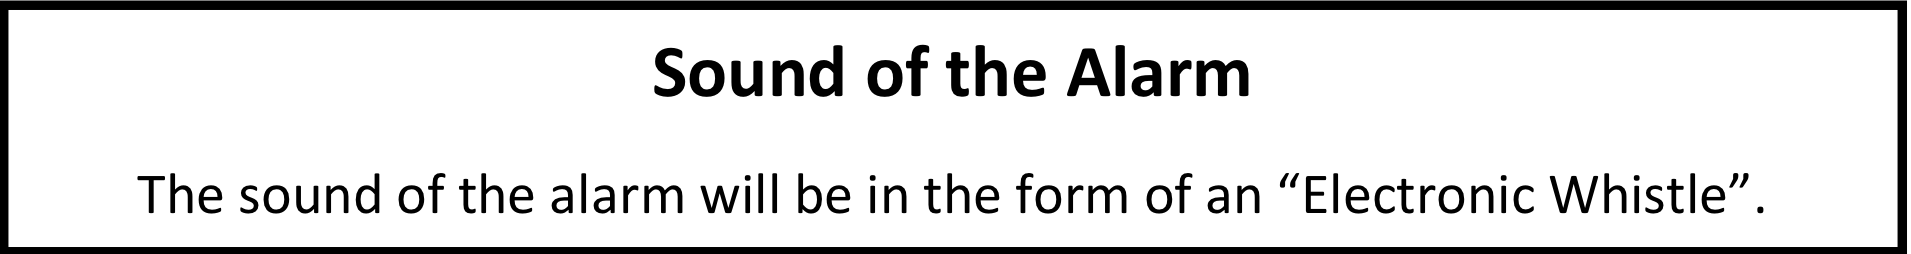 Sound of the Alarm
The sound of the alarm will be in the form of an “Electronic Whistle”.